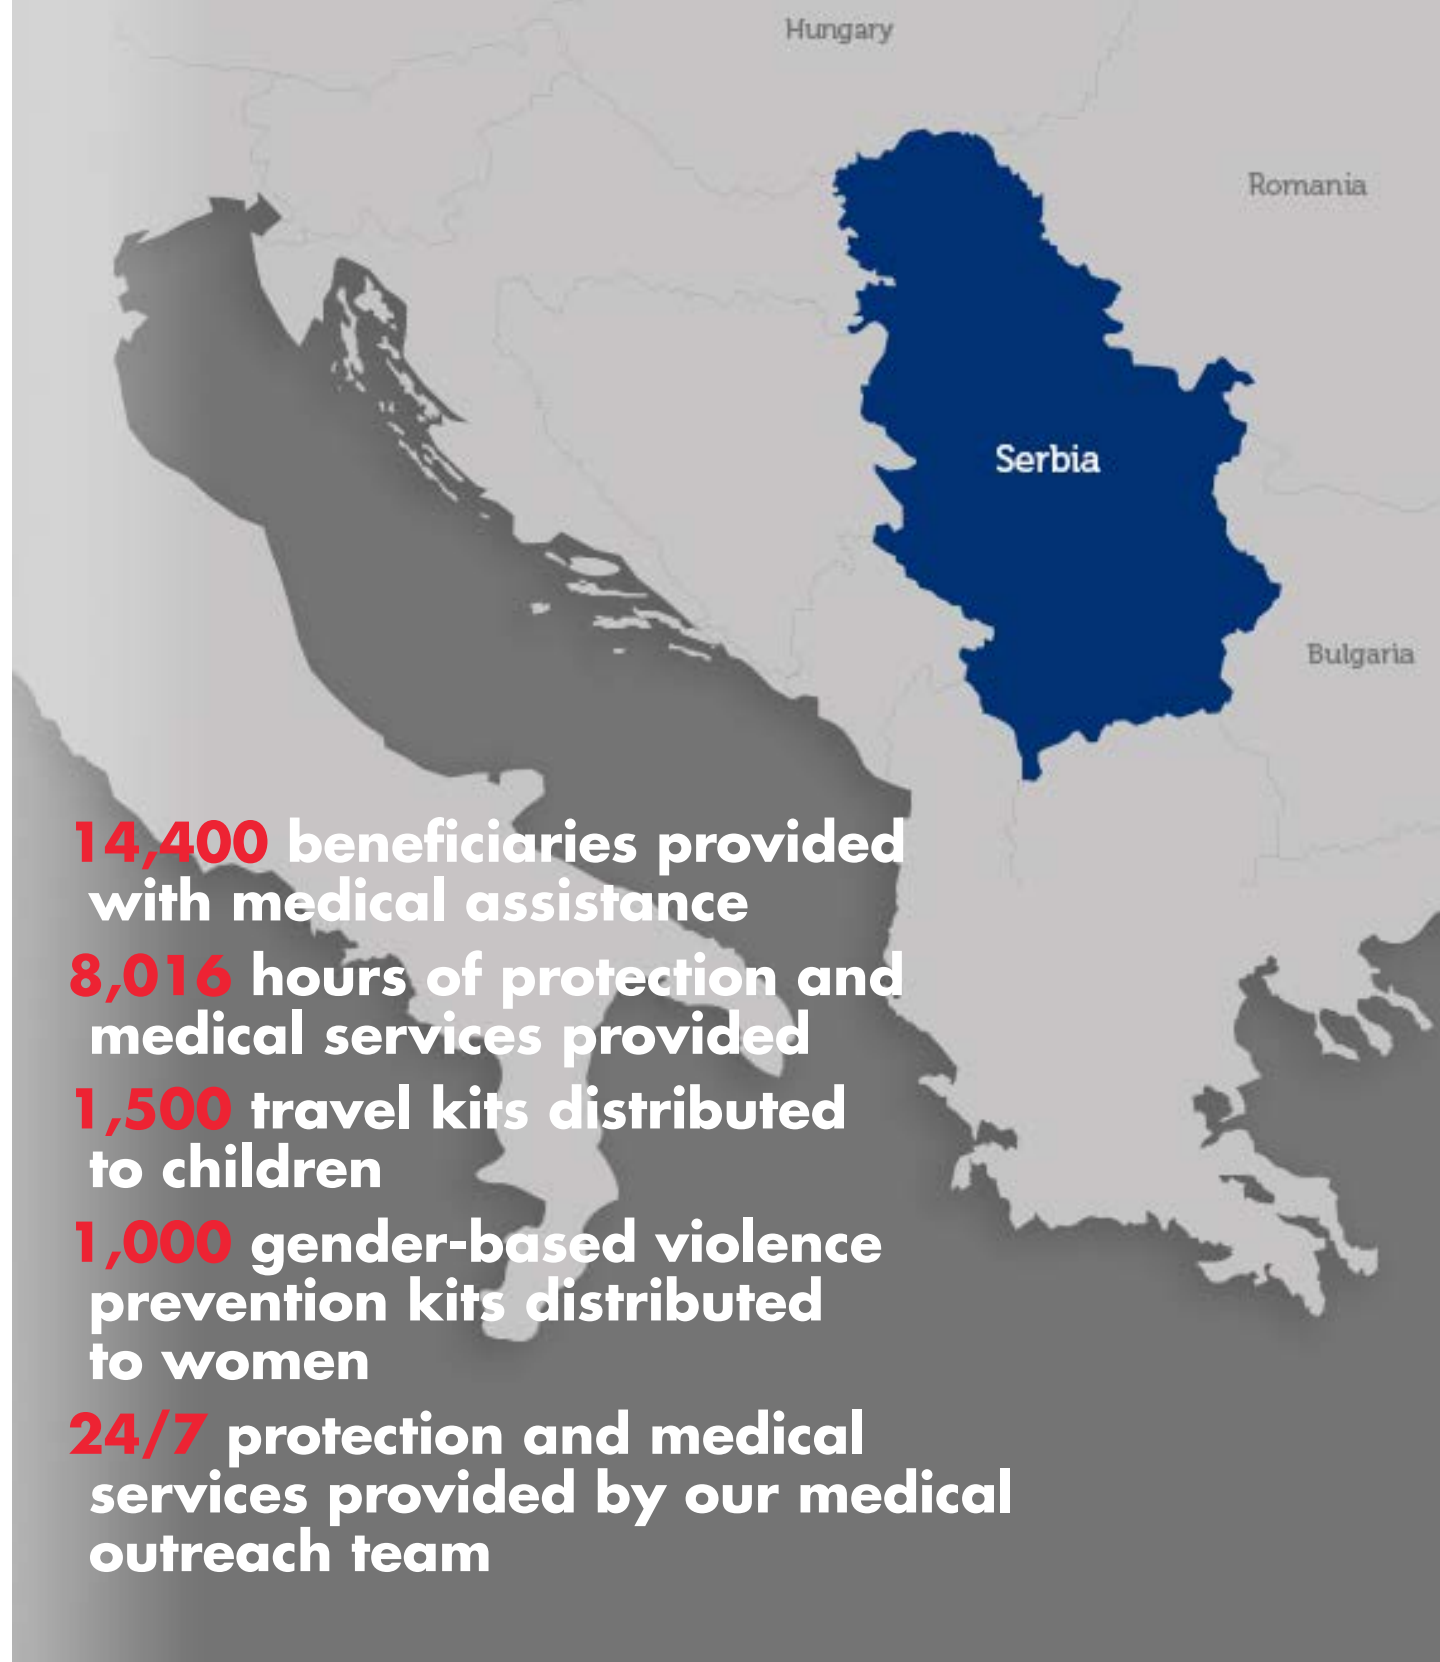 Hungary
Romania
Serbia
Bulgaria
14,400 beneficiaries provided
with medical assistance
8,016 hours of protection and
medical services provided
1,500 travel kits distributed
to children
1,000 gender-based violence
prevention kits distributed
to women
24/7 protection and medical
services provided by our medical
outreach team